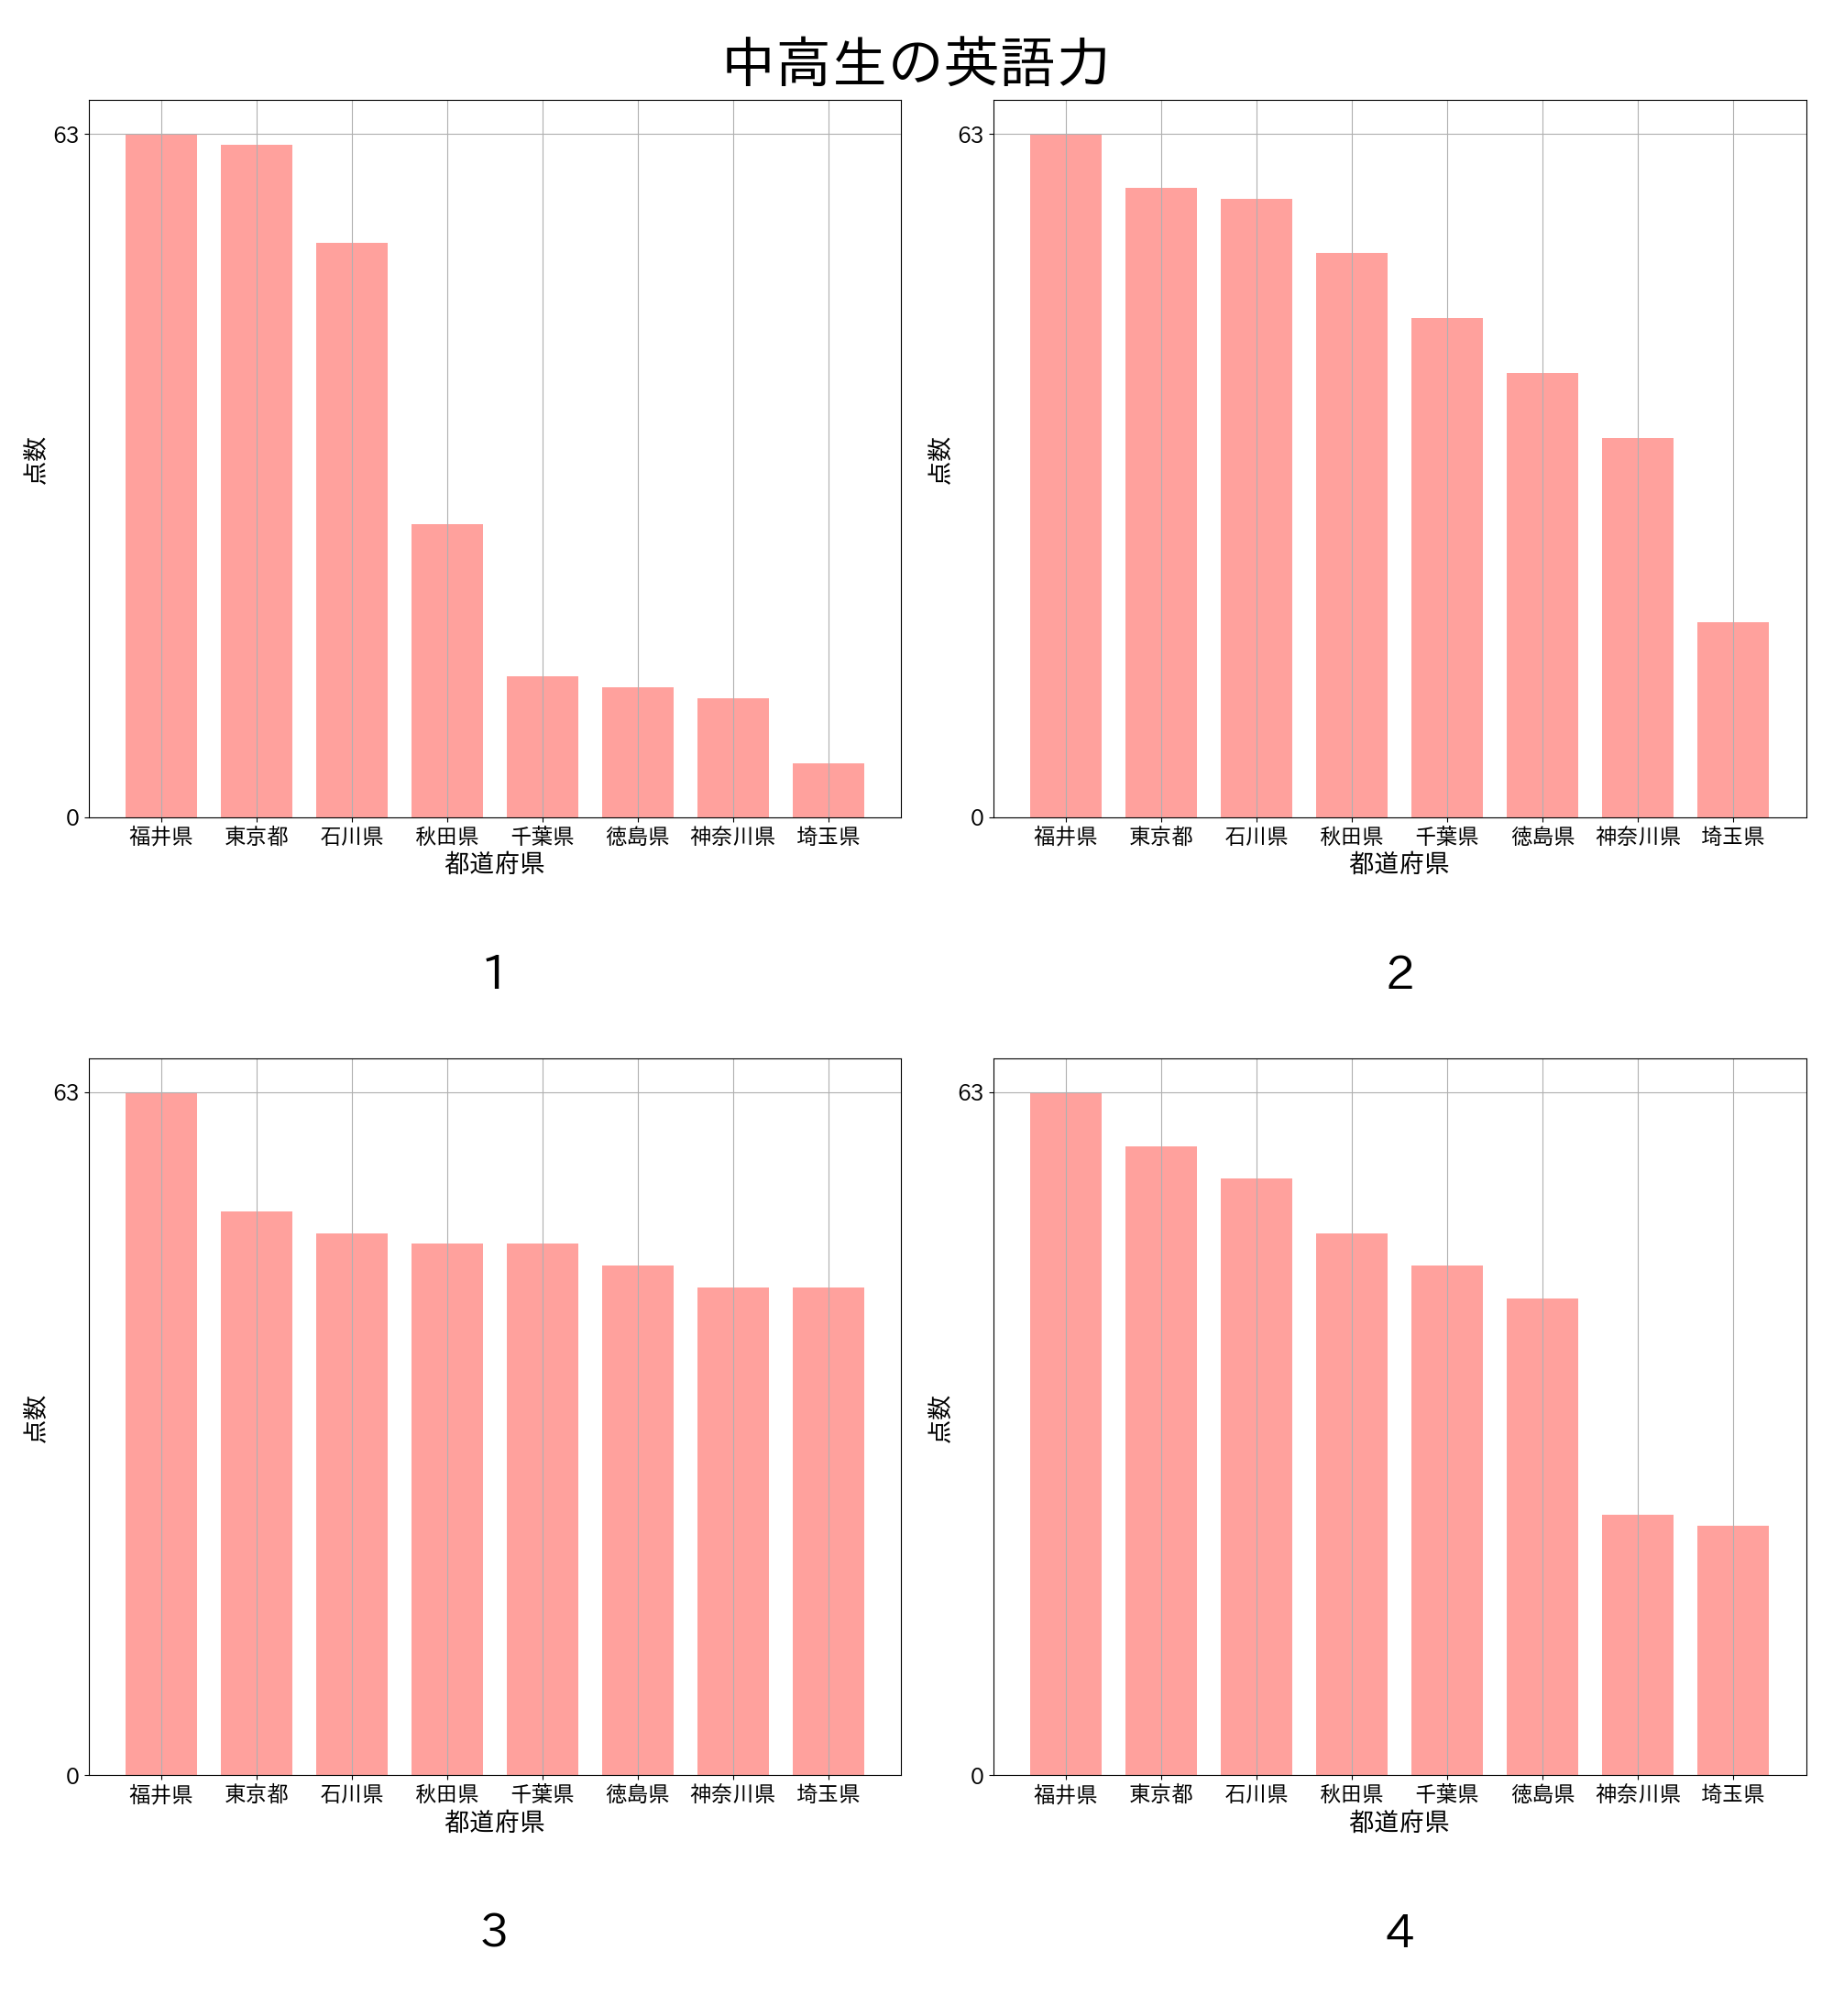 中高生の英語力
63
点数
0
福井県 東京都 石川県 秋田県 千葉県 徳島県 神奈川県 埼玉県
都道府県
1
63
点数
0
福井県 東京都 石川県 秋田県 千葉県 徳島県 神奈川県 埼玉県
都道府県
2
63
点数
0
福井県 東京都 石川県 秋田県 千葉県 徳島県 神奈川県 埼玉県
都道府県
3
63
点数
0
福井県 東京都 石川県 秋田県 千葉県 徳島県 神奈川県 埼玉県
都道府県
4